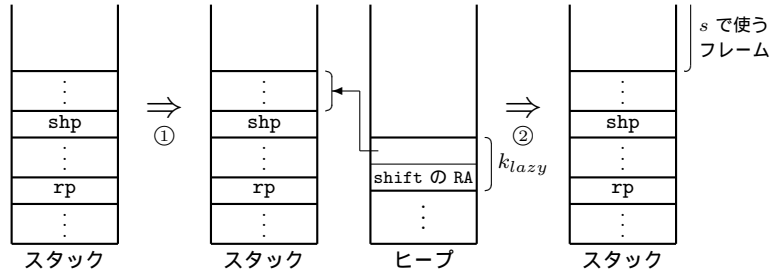 s で使う
フレーム
⋮ ⋮ ⋮
⇒ ⇒
① ②
shp shp shp
⋮ ⋮ ⋮
k_lazy
rp rp shift の RA rp
⋮ ⋮ ⋮ ⋮
スタック スタック ヒープ スタック